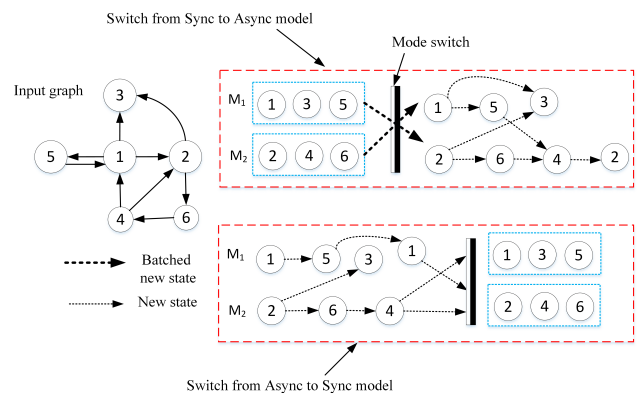 Switch from Sync to Async model
Mode switch
Input graph
3
5
1
2
4
6
M1
1 3 5
M2
2 4 6
1 5 3
2 6 4 2
Batched
new state
New state
M1
1 5 3 1
M2
2 6 4
1 3 5
2 4 6
Switch from Async to Sync model